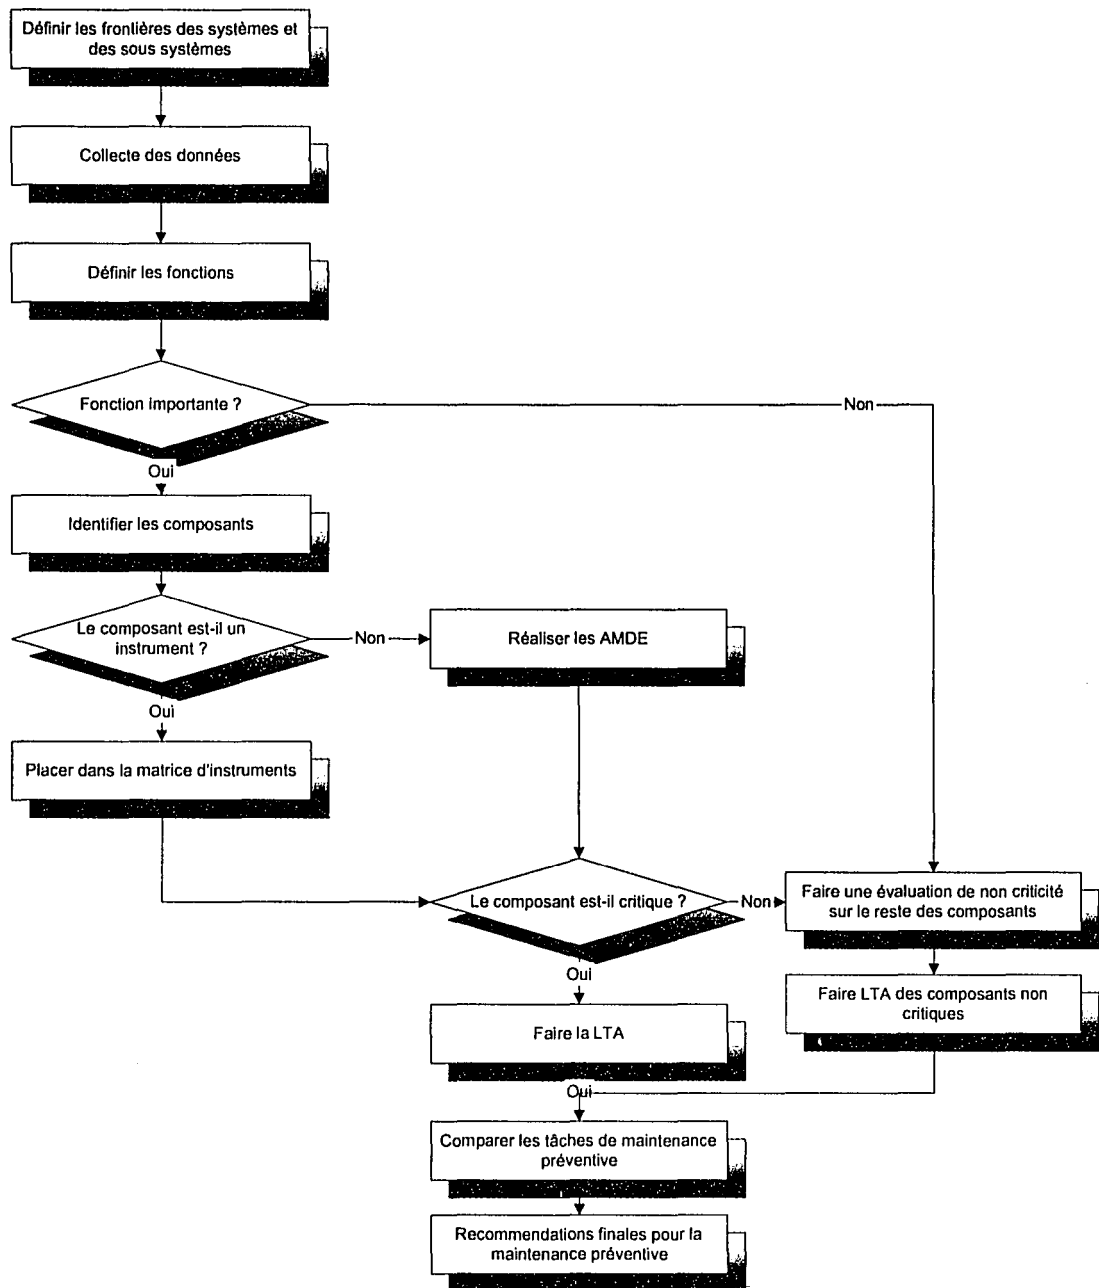 Définir les frontières des systèmes et
des sous systèmes
Collecte des données
Définir les fonctions
Fonction importante ?
Non
Oui
Identifier les composants
Le composant est-il un
instrument ?
Non
Réaliser les AMDE
Oui
Placer dans la matrice d'instruments
Le composant est-il critique ?
Non
Faire une évaluation de non criticité
sur le reste des composants
Oui
Faire LTA des composants non
critiques
Faire la LTA
Oui
Comparer les tâches de maintenance
préventive
Recommendations finales pour la
maintenance préventive